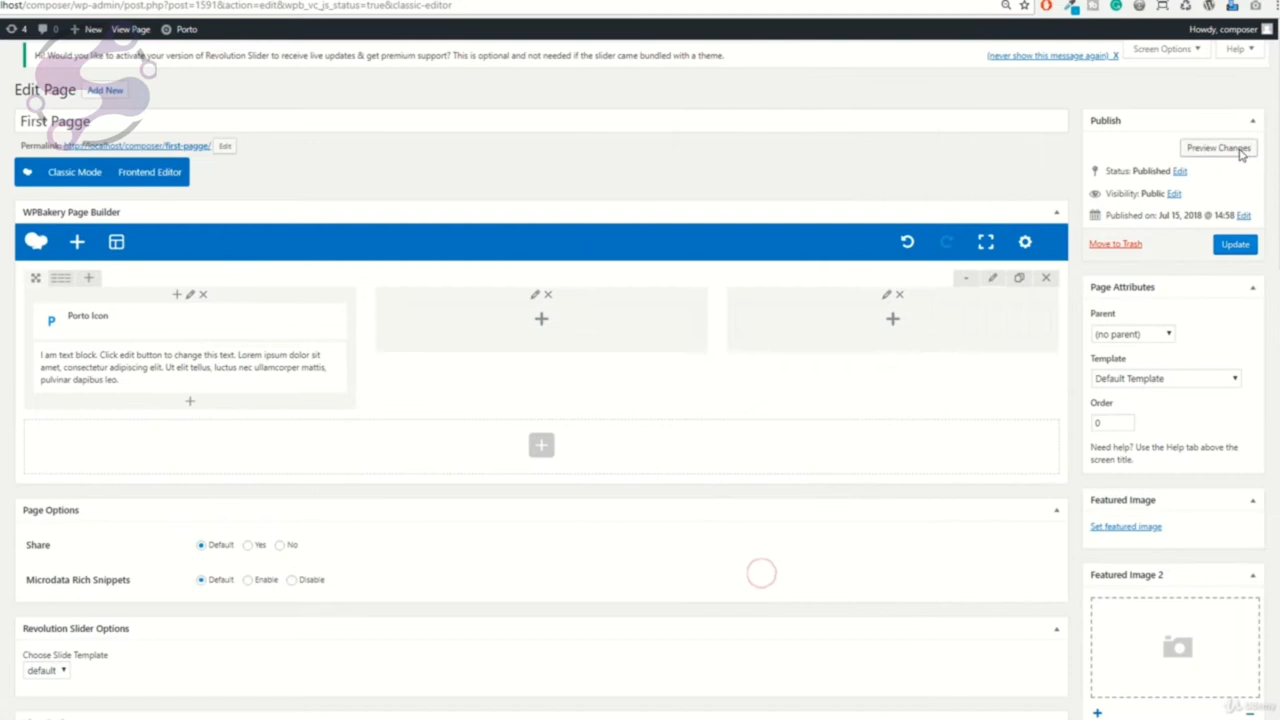 lhost/composer/wp-admin/post.php?post=1591&action=edit&wpb_vc_js_status=true&classic-editor
4 0 New View Page Porto Howdy, composer
Hi! Would you like to activate your version of Revolution Slider to receive live updates & get premium support? This is optional and not needed if the slider came bundled with a theme. (never show this message again) X
Screen Options Help
Edit Page Add New
First Pagge
Permalink: http://localhost/composer/first-pagge/ Edit
Classic Mode Frontend Editor
WPBakery Page Builder
Porto Icon
I am text block. Click edit button to change this text. Lorem ipsum dolor sit
amet, consectetur adipiscing elit. Ut elit tellus, luctus nec ullamcorper mattis,
pulvinar dapibus leo.
Page Options
Share Default Yes No
Microdata Rich Snippets Default Enable Disable
Revolution Slider Options
Choose Slide Template
default
Publish
Preview Changes
Status: Published Edit
Visibility: Public Edit
Published on: Jul 15, 2018 @ 14:58 Edit
Move to Trash Update
Page Attributes
Parent
(no parent)
Template
Default Template
Order
0
Need help? Use the Help tab above the
screen title.
Featured Image
Set featured image
Featured Image 2